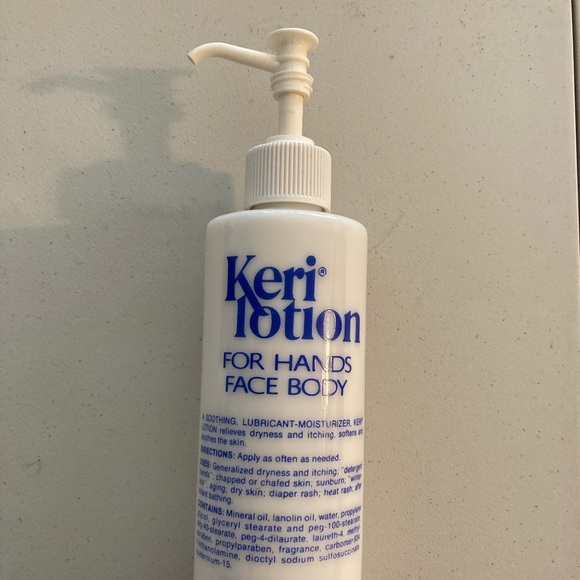 Keri®
lotion
FOR HANDS
FACE BODY
A SOOTHING, LUBRICANT-MOISTURIZER, KERI
LOTION relieves dryness and itching, softens and
soothes the skin.
DIRECTIONS: Apply as often as needed.
USES: Generalized dryness and itching; "detergent
hands", chapped or chafed skin; sunburn; "winter
aging, dry skin; diaper rash; heat rash; after
bathing.
CONTAINS: Mineral oil, lanolin oil, water, propylene
glycol, glyceryl stearate and peg-100-stearate,
peg-40-stearate, peg-4-dilaurate, laureth-4, methyl
paraben, propylparaben, fragrance, carbomer-934,
dioctyl sodium sulfosuccinate,